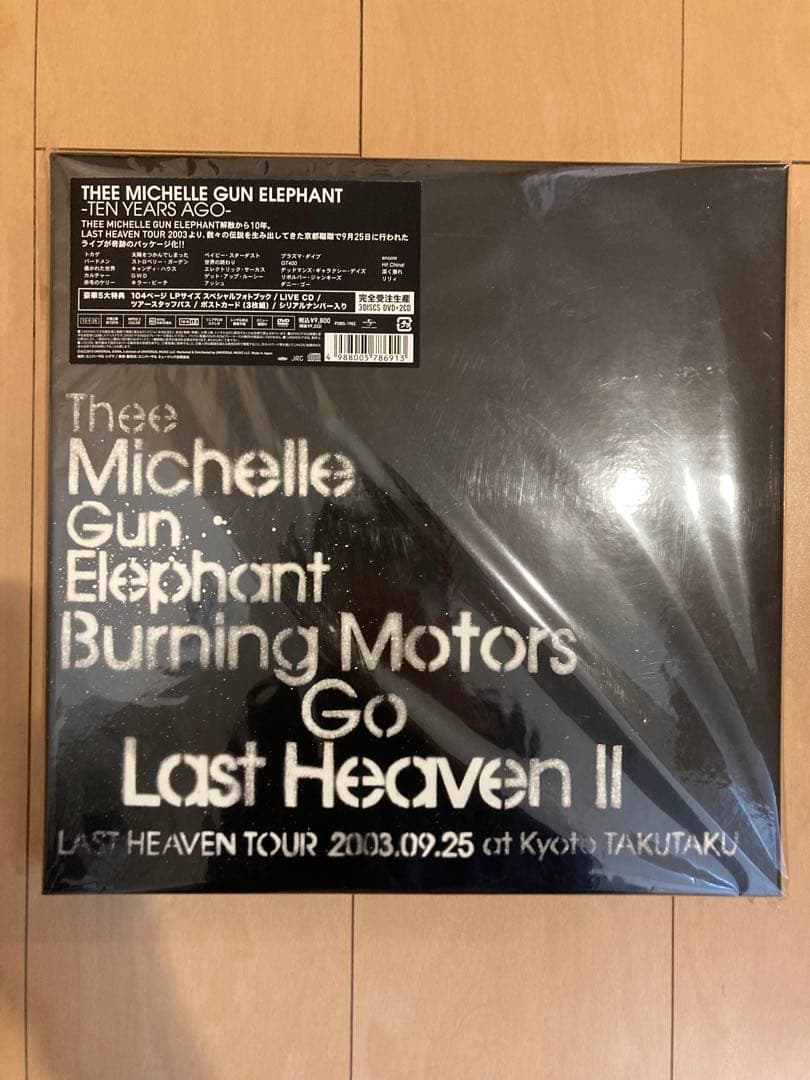 THEE MICHELLE GUN ELEPHANT
-TEN YEARS AGO-
THEE MICHELLE GUN ELEPHANT解散から10年。
LAST HEAVEN TOUR 2003より、数々の伝説を生み出してきた京都磔磔で9月25日に行われた
ライブが奇跡のパッケージ化!!
トカゲ 太陽をつかんでしまった ベイビー・スターダスト ブラズマ・ダイブ encore
バードメン ストロベリー・ガーデン 世界の終わり GT400 Hi! China!
暴かれた世界 キャンディ・ハウス エレクトリック・サーカス デッドマンズ・ギャラクシー・デイズ 深く潜れ
カルチャー G.W.D ゲット・アップ・ルーシー リボルバー・ジャンキーズ リリィ
赤毛のケリー キラー・ビーチ アッシュ ダニー・ゴー
豪華5大特典 104ページ LPサイズ スペシャルフォトブック / LIVE CD /
ツアースタッフパス / ポストカード (3枚組) / シリアルナンバー入り
完全受注生産
3DISCS DVD+2CD
税込¥9,800
JRC
4 988005 786913
Thee
Michelle
Gun
Elephant
Burning Motors
Go
Last Heaven II
LAST HEAVEN TOUR 2003.09.25 at Kyoto TAKUTAKU